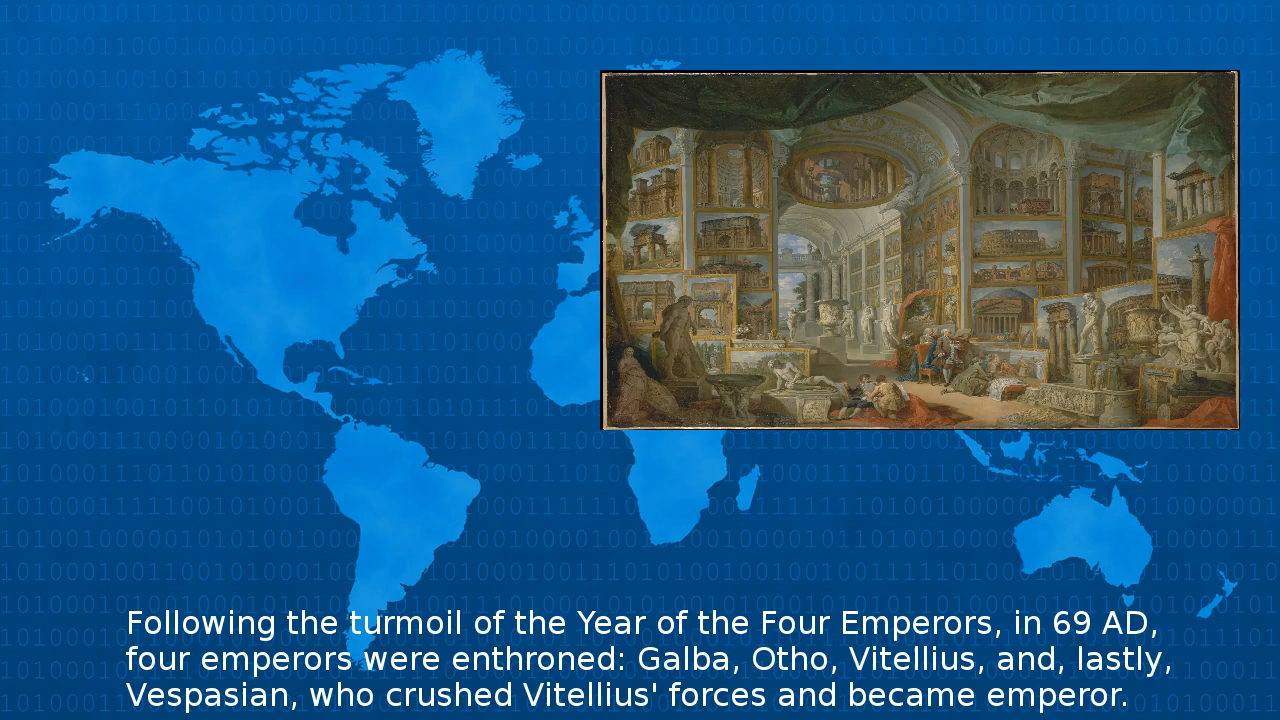 Following the turmoil of the Year of the Four Emperors, in 69 AD,
four emperors were enthroned: Galba, Otho, Vitellius, and, lastly,
Vespasian, who crushed Vitellius' forces and became emperor.